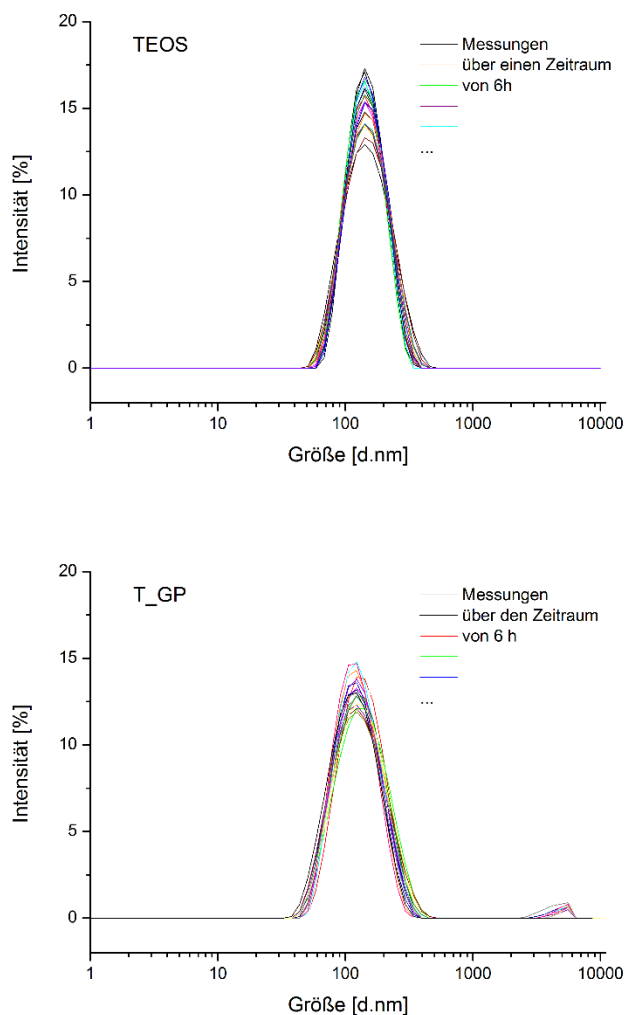 TEOS
Messungen
über einen Zeitraum
von 6h
...
20
15
10
5
0
Intensität [%]
1 10 100 1000 10000
Größe [d.nm]
T_GP
Messungen
über den Zeitraum
von 6 h
...
20
15
10
5
0
Intensität [%]
1 10 100 1000 10000
Größe [d.nm]